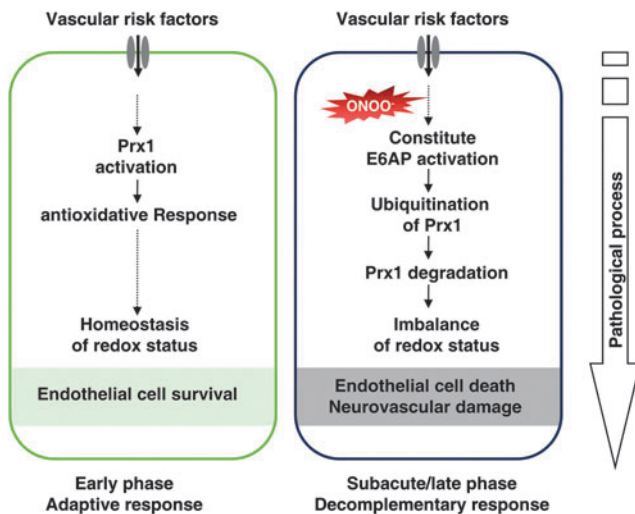 Vascular risk factors
Prx1
activation
antioxidative Response
Homeostasis
of redox status
Endothelial cell survival
Early phase
Adaptive response
Vascular risk factors
ONOO-
Constitute
E6AP activation
Ubiquitination
of Prx1
Prx1 degradation
Imbalance
of redox status
Endothelial cell death
Neurovascular damage
Subacute/late phase
Decomplementary response
Pathological process